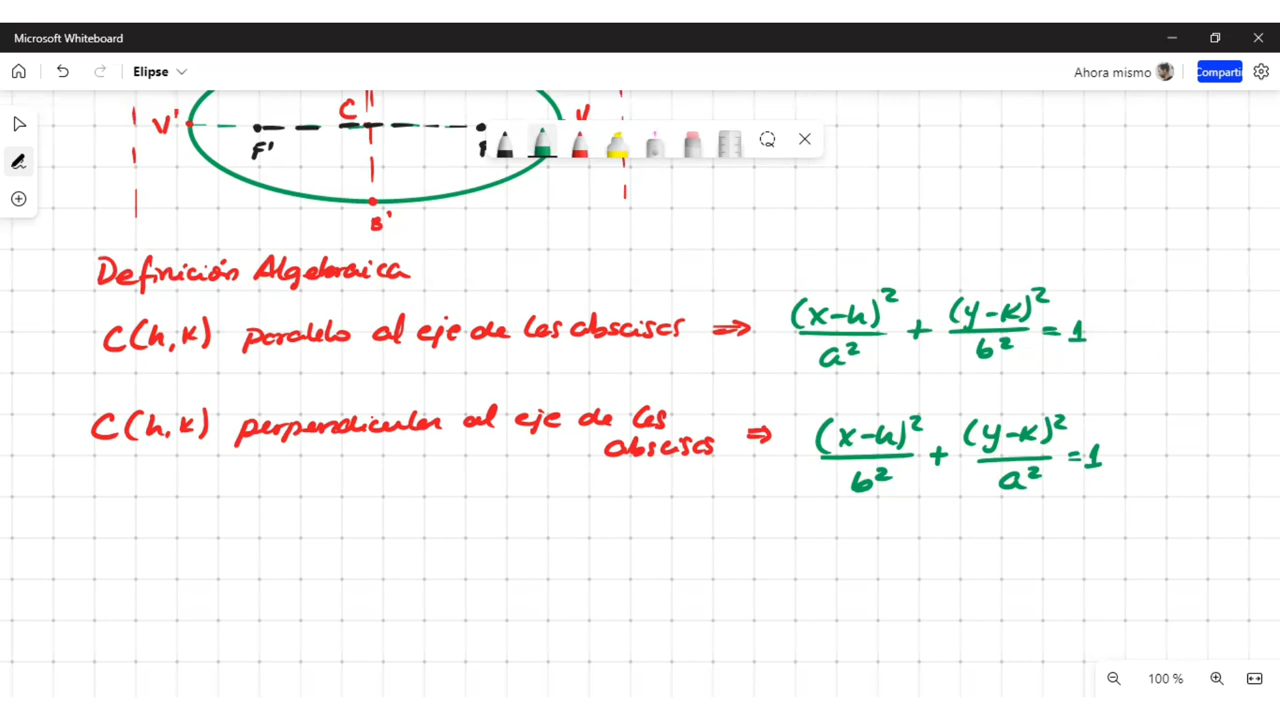 Microsoft Whiteboard
Elipse
Ahora mismo
Comparti
V' C V
F'
B'
Definición Algebraica
C(h,k) paralelo al eje de las abscisas ⇒ (x-h)²/a² + (y-k)²/b² = 1
C(h,k) perpendicular al eje de las
abscisas ⇒ (x-h)²/b² + (y-k)²/a² = 1
100 %